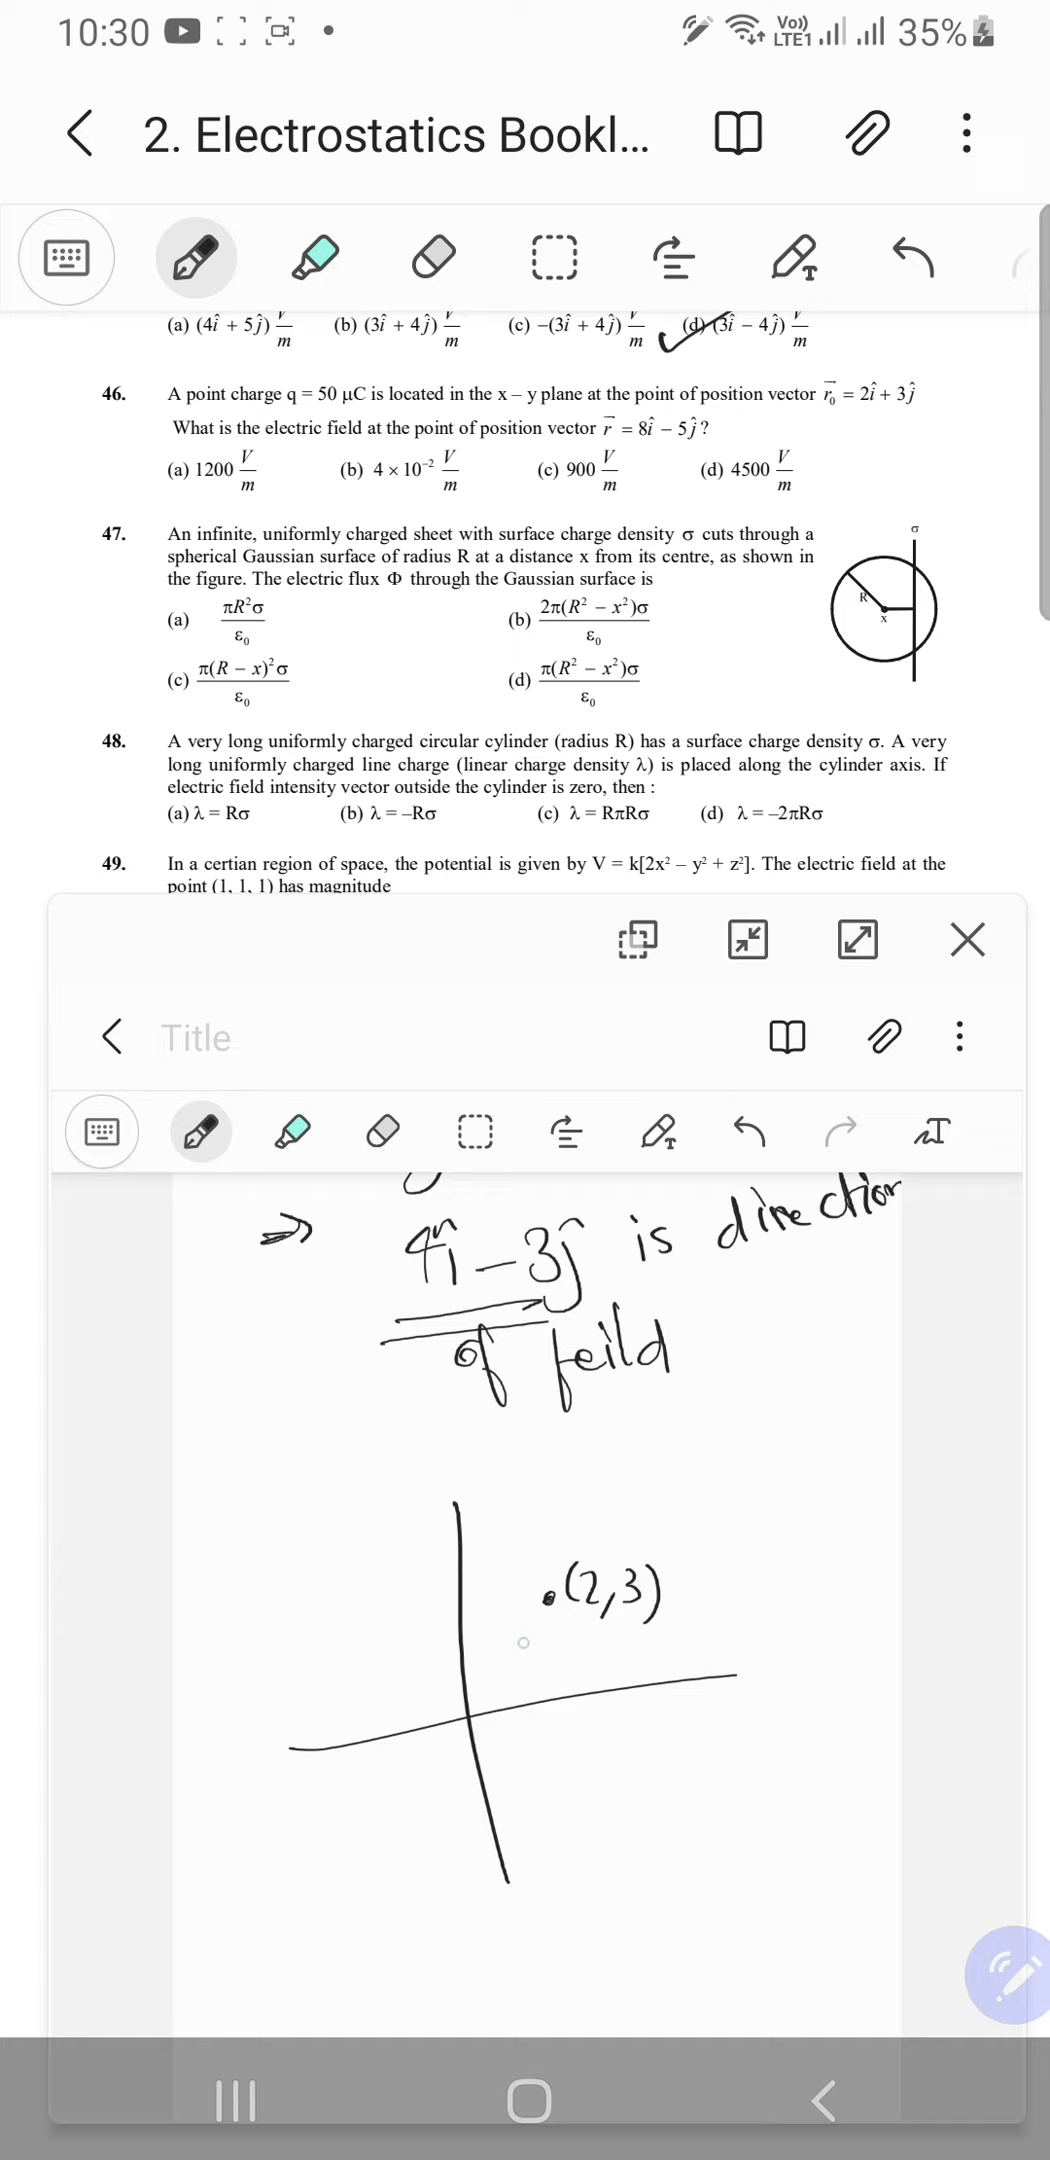 10:30 Vo)) LTE1 35%
2. Electrostatics Bookl...
(a) (4î + 5ĵ) V/m (b) (3î + 4ĵ) V/m (c) –(3î + 4ĵ) V/m (d) (3î – 4ĵ) V/m
46. A point charge q = 50 μC is located in the x – y plane at the point of position vector r₀⃗ = 2î + 3ĵ
What is the electric field at the point of position vector r⃗ = 8î – 5ĵ ?
(a) 1200 V/m (b) 4 × 10⁻² V/m (c) 900 V/m (d) 4500 V/m
47. An infinite, uniformly charged sheet with surface charge density σ cuts through a
spherical Gaussian surface of radius R at a distance x from its centre, as shown in
the figure. The electric flux Φ through the Gaussian surface is
(a) πR²σ/ε₀ (b) 2π(R² – x²)σ/ε₀
(c) π(R – x)²σ/ε₀ (d) π(R² – x²)σ/ε₀
σ
R
x
48. A very long uniformly charged circular cylinder (radius R) has a surface charge density σ. A very
long uniformly charged line charge (linear charge density λ) is placed along the cylinder axis. If
electric field intensity vector outside the cylinder is zero, then :
(a) λ = Rσ (b) λ = –Rσ (c) λ = RπRσ (d) λ = –2πRσ
49. In a certian region of space, the potential is given by V = k[2x² – y² + z²]. The electric field at the
point (1, 1, 1) has magnitude
Title
⇒ 4î – 3ĵ is direction
of feild
.(2,3)